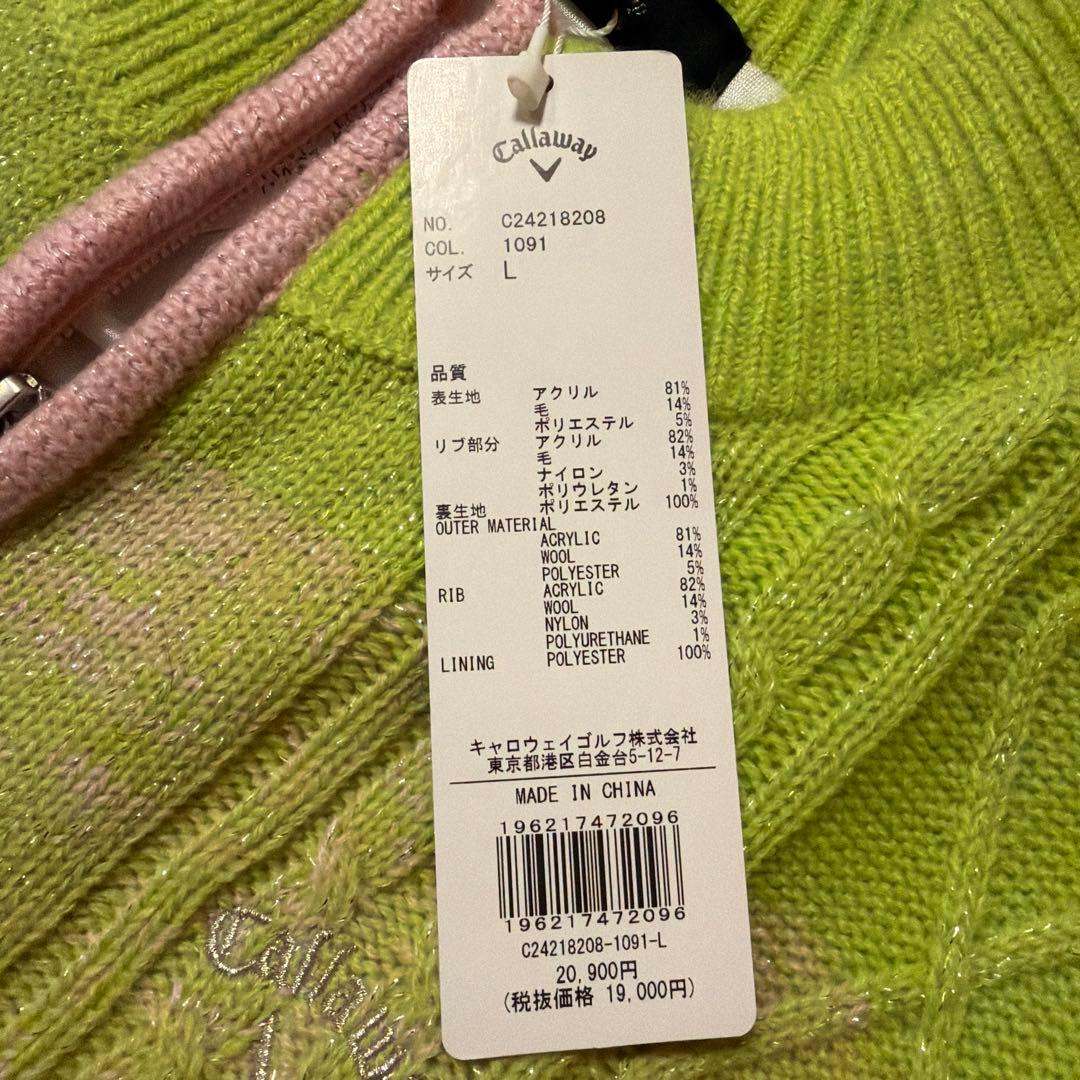 Callaway
NO. C24218208
COL. 1091
サイズ L
品質
表生地 アクリル 81%
毛 14%
ポリエステル 5%
リブ部分 アクリル 82%
毛 14%
ナイロン 3%
ポリウレタン 1%
裏生地 ポリエステル 100%
OUTER MATERIAL
ACRYLIC 81%
WOOL 14%
POLYESTER 5%
RIB ACRYLIC 82%
WOOL 14%
NYLON 3%
POLYURETHANE 1%
LINING POLYESTER 100%
キャロウェイゴルフ株式会社
東京都港区白金台5-12-7
MADE IN CHINA
196217472096
196217472096
C24218208-1091-L
20,900円
(税抜価格 19,000円)
Callaw